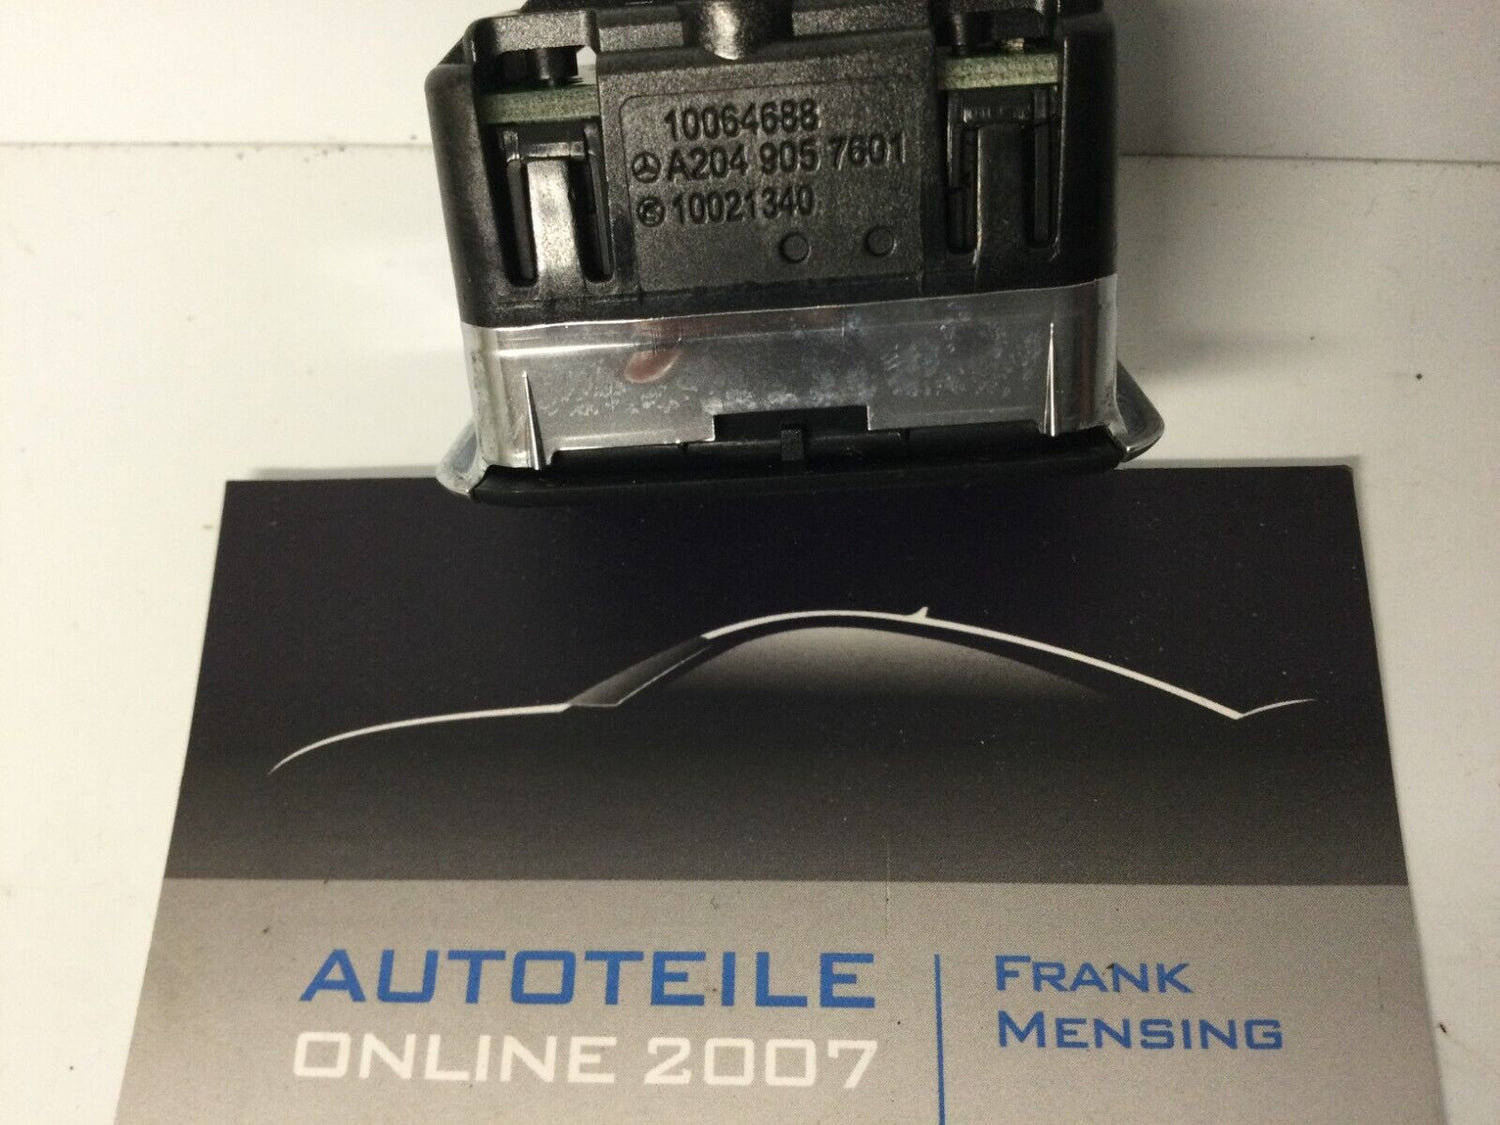 10064688
A204 905 7601
10021340
AUTOTEILE
ONLINE 2007
FRANK
MENSING